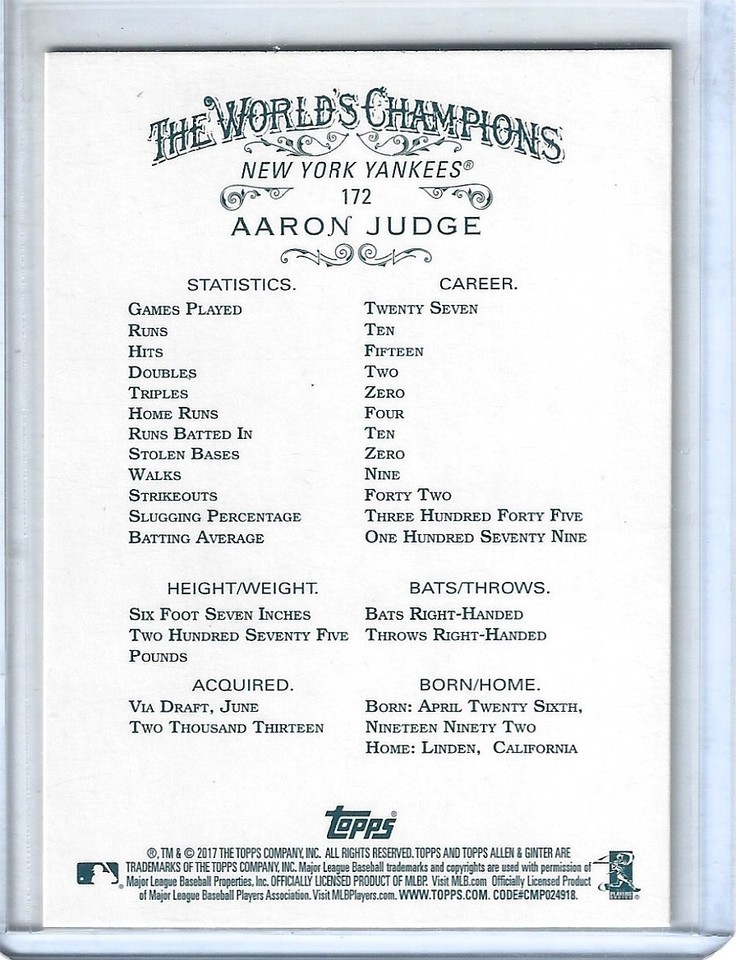 THE WORLD'S CHAMPIONS
NEW YORK YANKEES®
172
AARON JUDGE
STATISTICS. CAREER.
GAMES PLAYED TWENTY SEVEN
RUNS TEN
HITS FIFTEEN
DOUBLES TWO
TRIPLES ZERO
HOME RUNS FOUR
RUNS BATTED IN TEN
STOLEN BASES ZERO
WALKS NINE
STRIKEOUTS FORTY TWO
SLUGGING PERCENTAGE THREE HUNDRED FORTY FIVE
BATTING AVERAGE ONE HUNDRED SEVENTY NINE
HEIGHT/WEIGHT.
SIX FOOT SEVEN INCHES
TWO HUNDRED SEVENTY FIVE
POUNDS
BATS/THROWS.
BATS RIGHT-HANDED
THROWS RIGHT-HANDED
ACQUIRED.
VIA DRAFT, JUNE
TWO THOUSAND THIRTEEN
BORN/HOME.
BORN: APRIL TWENTY SIXTH,
NINETEEN NINETY TWO
HOME: LINDEN, CALIFORNIA
topps®
®, TM & © 2017 THE TOPPS COMPANY, INC. ALL RIGHTS RESERVED. TOPPS AND TOPPS ALLEN & GINTER ARE
TRADEMARKS OF THE TOPPS COMPANY, INC. Major League Baseball trademarks and copyrights are used with permission of
Major League Baseball Properties, Inc. OFFICIALLY LICENSED PRODUCT OF MLBP. Visit MLB.com Officially Licensed Product
of Major League Baseball Players Association. Visit MLBPlayers.com. WWW.TOPPS.COM. CODE#CMP024918.